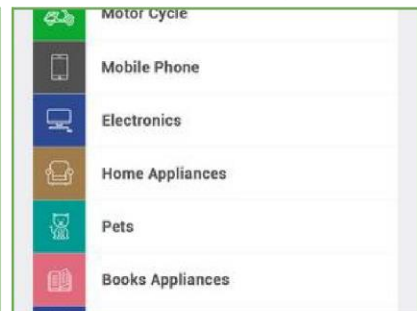 Motor Cycle
Mobile Phone
Electronics
Home Appliances
Pets
Books Appliances